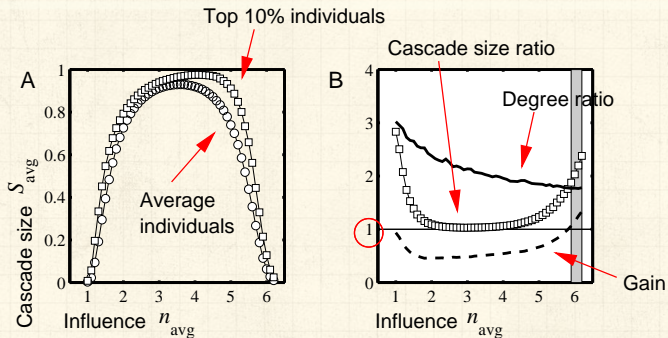 Top 10% individuals
A
Cascade size S_avg
1
0.8
0.6
0.4
0.2
0
Average
individuals
1 2 3 4 5 6
Influence n_avg
B
Cascade size ratio
Degree ratio
4
3
2
1
0
Gain
1 2 3 4 5 6
Influence n_avg